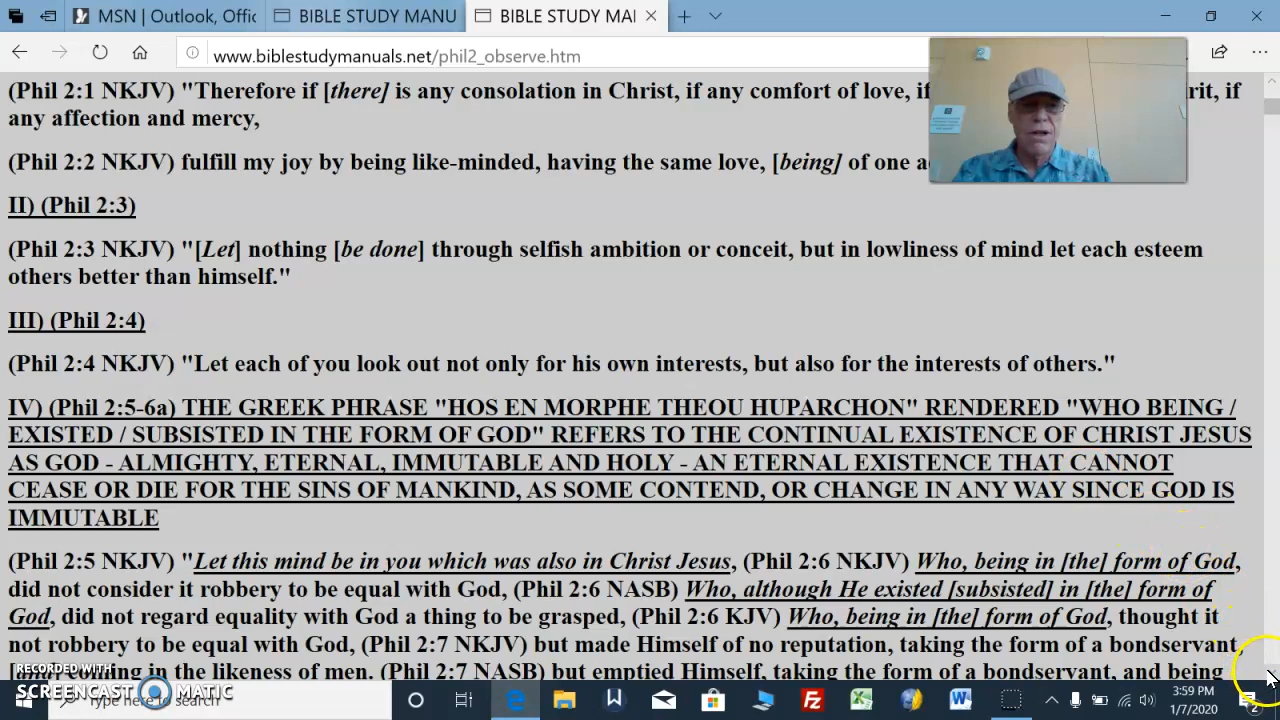 MSN | Outlook, Offic
BIBLE STUDY MANU
BIBLE STUDY MAI
www.biblestudymanuals.net/phil2_observe.htm
(Phil 2:1 NKJV) "Therefore if [there] is any consolation in Christ, if any comfort of love, if rit, if
any affection and mercy,
(Phil 2:2 NKJV) fulfill my joy by being like-minded, having the same love, [being] of one a
II) (Phil 2:3)
(Phil 2:3 NKJV) "[Let] nothing [be done] through selfish ambition or conceit, but in lowliness of mind let each esteem
others better than himself."
III) (Phil 2:4)
(Phil 2:4 NKJV) "Let each of you look out not only for his own interests, but also for the interests of others."
IV) (Phil 2:5-6a) THE GREEK PHRASE "HOS EN MORPHE THEOU HUPARCHON" RENDERED "WHO BEING /
EXISTED / SUBSISTED IN THE FORM OF GOD" REFERS TO THE CONTINUAL EXISTENCE OF CHRIST JESUS
AS GOD - ALMIGHTY, ETERNAL, IMMUTABLE AND HOLY - AN ETERNAL EXISTENCE THAT CANNOT
CEASE OR DIE FOR THE SINS OF MANKIND, AS SOME CONTEND, OR CHANGE IN ANY WAY SINCE GOD IS
IMMUTABLE
(Phil 2:5 NKJV) "Let this mind be in you which was also in Christ Jesus, (Phil 2:6 NKJV) Who, being in [the] form of God,
did not consider it robbery to be equal with God, (Phil 2:6 NASB) Who, although He existed [subsisted] in [the] form of
God, did not regard equality with God a thing to be grasped, (Phil 2:6 KJV) Who, being in [the] form of God, thought it
not robbery to be equal with God, (Phil 2:7 NKJV) but made Himself of no reputation, taking the form of a bondservant,
[and] coming in the likeness of men. (Phil 2:7 NASB) but emptied Himself, taking the form of a bondservant, and being
RECORDED WITH
SCREENCAST MATIC
Type here to search
3:59 PM
1/7/2020
2